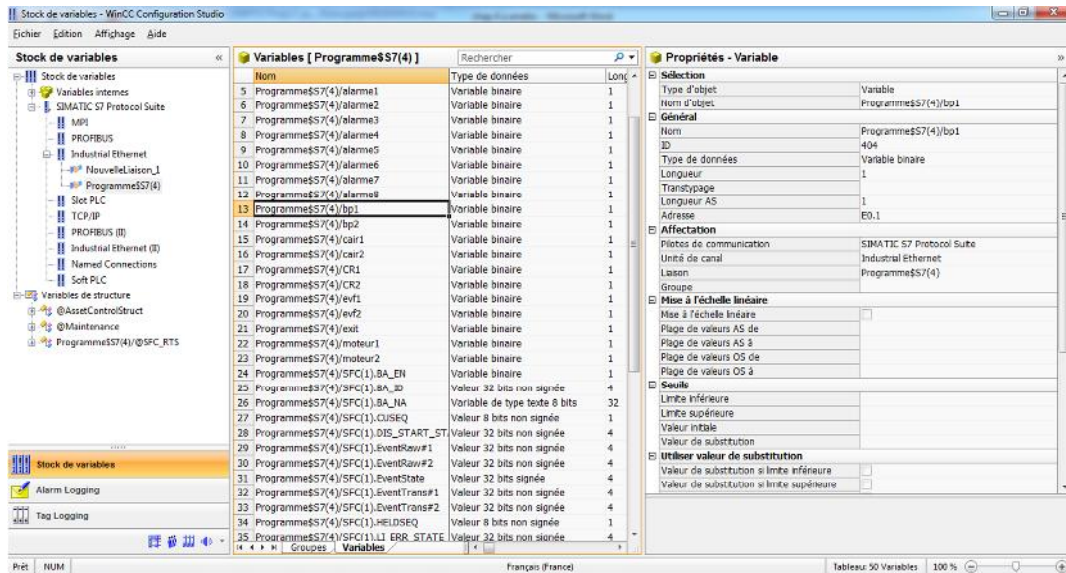 Stock de variables - WinCC Configuration Studio
Fichier Édition Affichage Aide
Stock de variables «
Stock de variables
Variables internes
SIMATIC S7 Protocol Suite
MPI
PROFIBUS
Industrial Ethernet
NouvelleLiaison_1
Programme$S7(4)
Slot PLC
TCP/IP
PROFIBUS (II)
Industrial Ethernet (II)
Named Connections
Soft PLC
Variables de structure
@AssetControlStruct
@Maintenance
Programme$S7(4)/@SFC_RTS
Stock de variables
Alarm Logging
Tag Logging
Variables [ Programme$S7(4) ] Rechercher
Nom Type de données Long
5 Programme$S7(4)/alarme1 Variable binaire 1
6 Programme$S7(4)/alarme2 Variable binaire 1
7 Programme$S7(4)/alarme3 Variable binaire 1
8 Programme$S7(4)/alarme4 Variable binaire 1
9 Programme$S7(4)/alarme5 Variable binaire 1
10 Programme$S7(4)/alarme6 Variable binaire 1
11 Programme$S7(4)/alarme7 Variable binaire 1
12 Programme$S7(4)/alarme8 Variable binaire 1
13 Programme$S7(4)/bp1 Variable binaire 1
14 Programme$S7(4)/bp2 Variable binaire 1
15 Programme$S7(4)/cair1 Variable binaire 1
16 Programme$S7(4)/cair2 Variable binaire 1
17 Programme$S7(4)/CR1 Variable binaire 1
18 Programme$S7(4)/CR2 Variable binaire 1
19 Programme$S7(4)/evf1 Variable binaire 1
20 Programme$S7(4)/evf2 Variable binaire 1
21 Programme$S7(4)/exit Variable binaire 1
22 Programme$S7(4)/moteur1 Variable binaire 1
23 Programme$S7(4)/moteur2 Variable binaire 1
24 Programme$S7(4)/SFC(1).BA_EN Variable binaire 1
25 Programme$S7(4)/SFC(1).BA_ID Valeur 32 bits non signée 4
26 Programme$S7(4)/SFC(1).BA_NA Variable de type texte 8 bits 32
27 Programme$S7(4)/SFC(1).CUSEQ Valeur 8 bits non signée 1
28 Programme$S7(4)/SFC(1).DIS_START_ST. Valeur 32 bits non signée 4
29 Programme$S7(4)/SFC(1).EventRaw#1 Valeur 32 bits non signée 4
30 Programme$S7(4)/SFC(1).EventRaw#2 Valeur 32 bits non signée 4
31 Programme$S7(4)/SFC(1).EventState Valeur 32 bits signée 4
32 Programme$S7(4)/SFC(1).EventTrans#1 Valeur 32 bits non signée 4
33 Programme$S7(4)/SFC(1).EventTrans#2 Valeur 32 bits non signée 4
34 Programme$S7(4)/SFC(1).HELDSEQ Valeur 8 bits non signée 1
35 Programme$S7(4)/SFC(1).LI_ERR_STATE Valeur 32 bits non signée 4
Groupes Variables
Propriétés - Variable »
Sélection
Type d'objet Variable
Nom d'objet Programme$S7(4)/bp1
Général
Nom Programme$S7(4)/bp1
ID 404
Type de données Variable binaire
Longueur 1
Transtypage
Longueur AS 1
Adresse E0.1
Affectation
Pilotes de communication SIMATIC S7 Protocol Suite
Unité de canal Industrial Ethernet
Liaison Programme$S7(4)
Groupe
Mise à l'échelle linéaire
Mise à l'échelle linéaire
Plage de valeurs AS de
Plage de valeurs AS à
Plage de valeurs OS de
Plage de valeurs OS à
Seuils
Limite inférieure
Limite supérieure
Valeur initiale
Valeur de substitution
Utiliser valeur de substitution
Valeur de substitution si limite inférieure
Valeur de substitution si limite supérieure
Prêt NUM Français (France) Tableau: 50 Variables 100 %